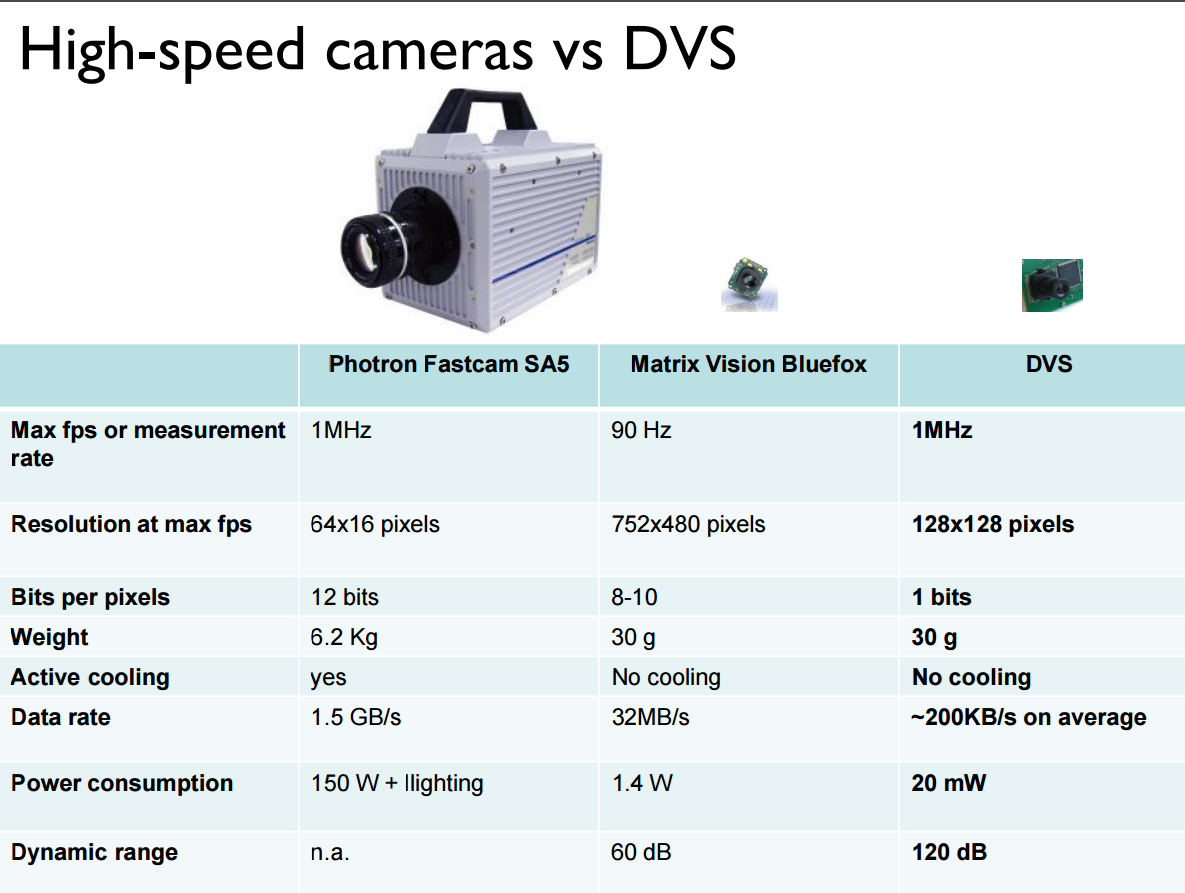 High-speed cameras vs DVS
Photron Fastcam SA5 Matrix Vision Bluefox DVS
Max fps or measurement rate 1MHz 90 Hz 1MHz
Resolution at max fps 64x16 pixels 752x480 pixels 128x128 pixels
Bits per pixels 12 bits 8-10 1 bits
Weight 6.2 Kg 30 g 30 g
Active cooling yes No cooling No cooling
Data rate 1.5 GB/s 32MB/s ~200KB/s on average
Power consumption 150 W + llighting 1.4 W 20 mW
Dynamic range n.a. 60 dB 120 dB